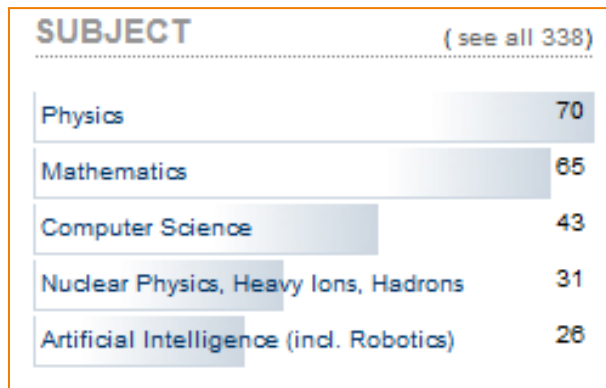 SUBJECT ( see all 338)
Physics 70
Mathematics 65
Computer Science 43
Nuclear Physics, Heavy Ions, Hadrons 31
Artificial Intelligence (incl. Robotics) 26